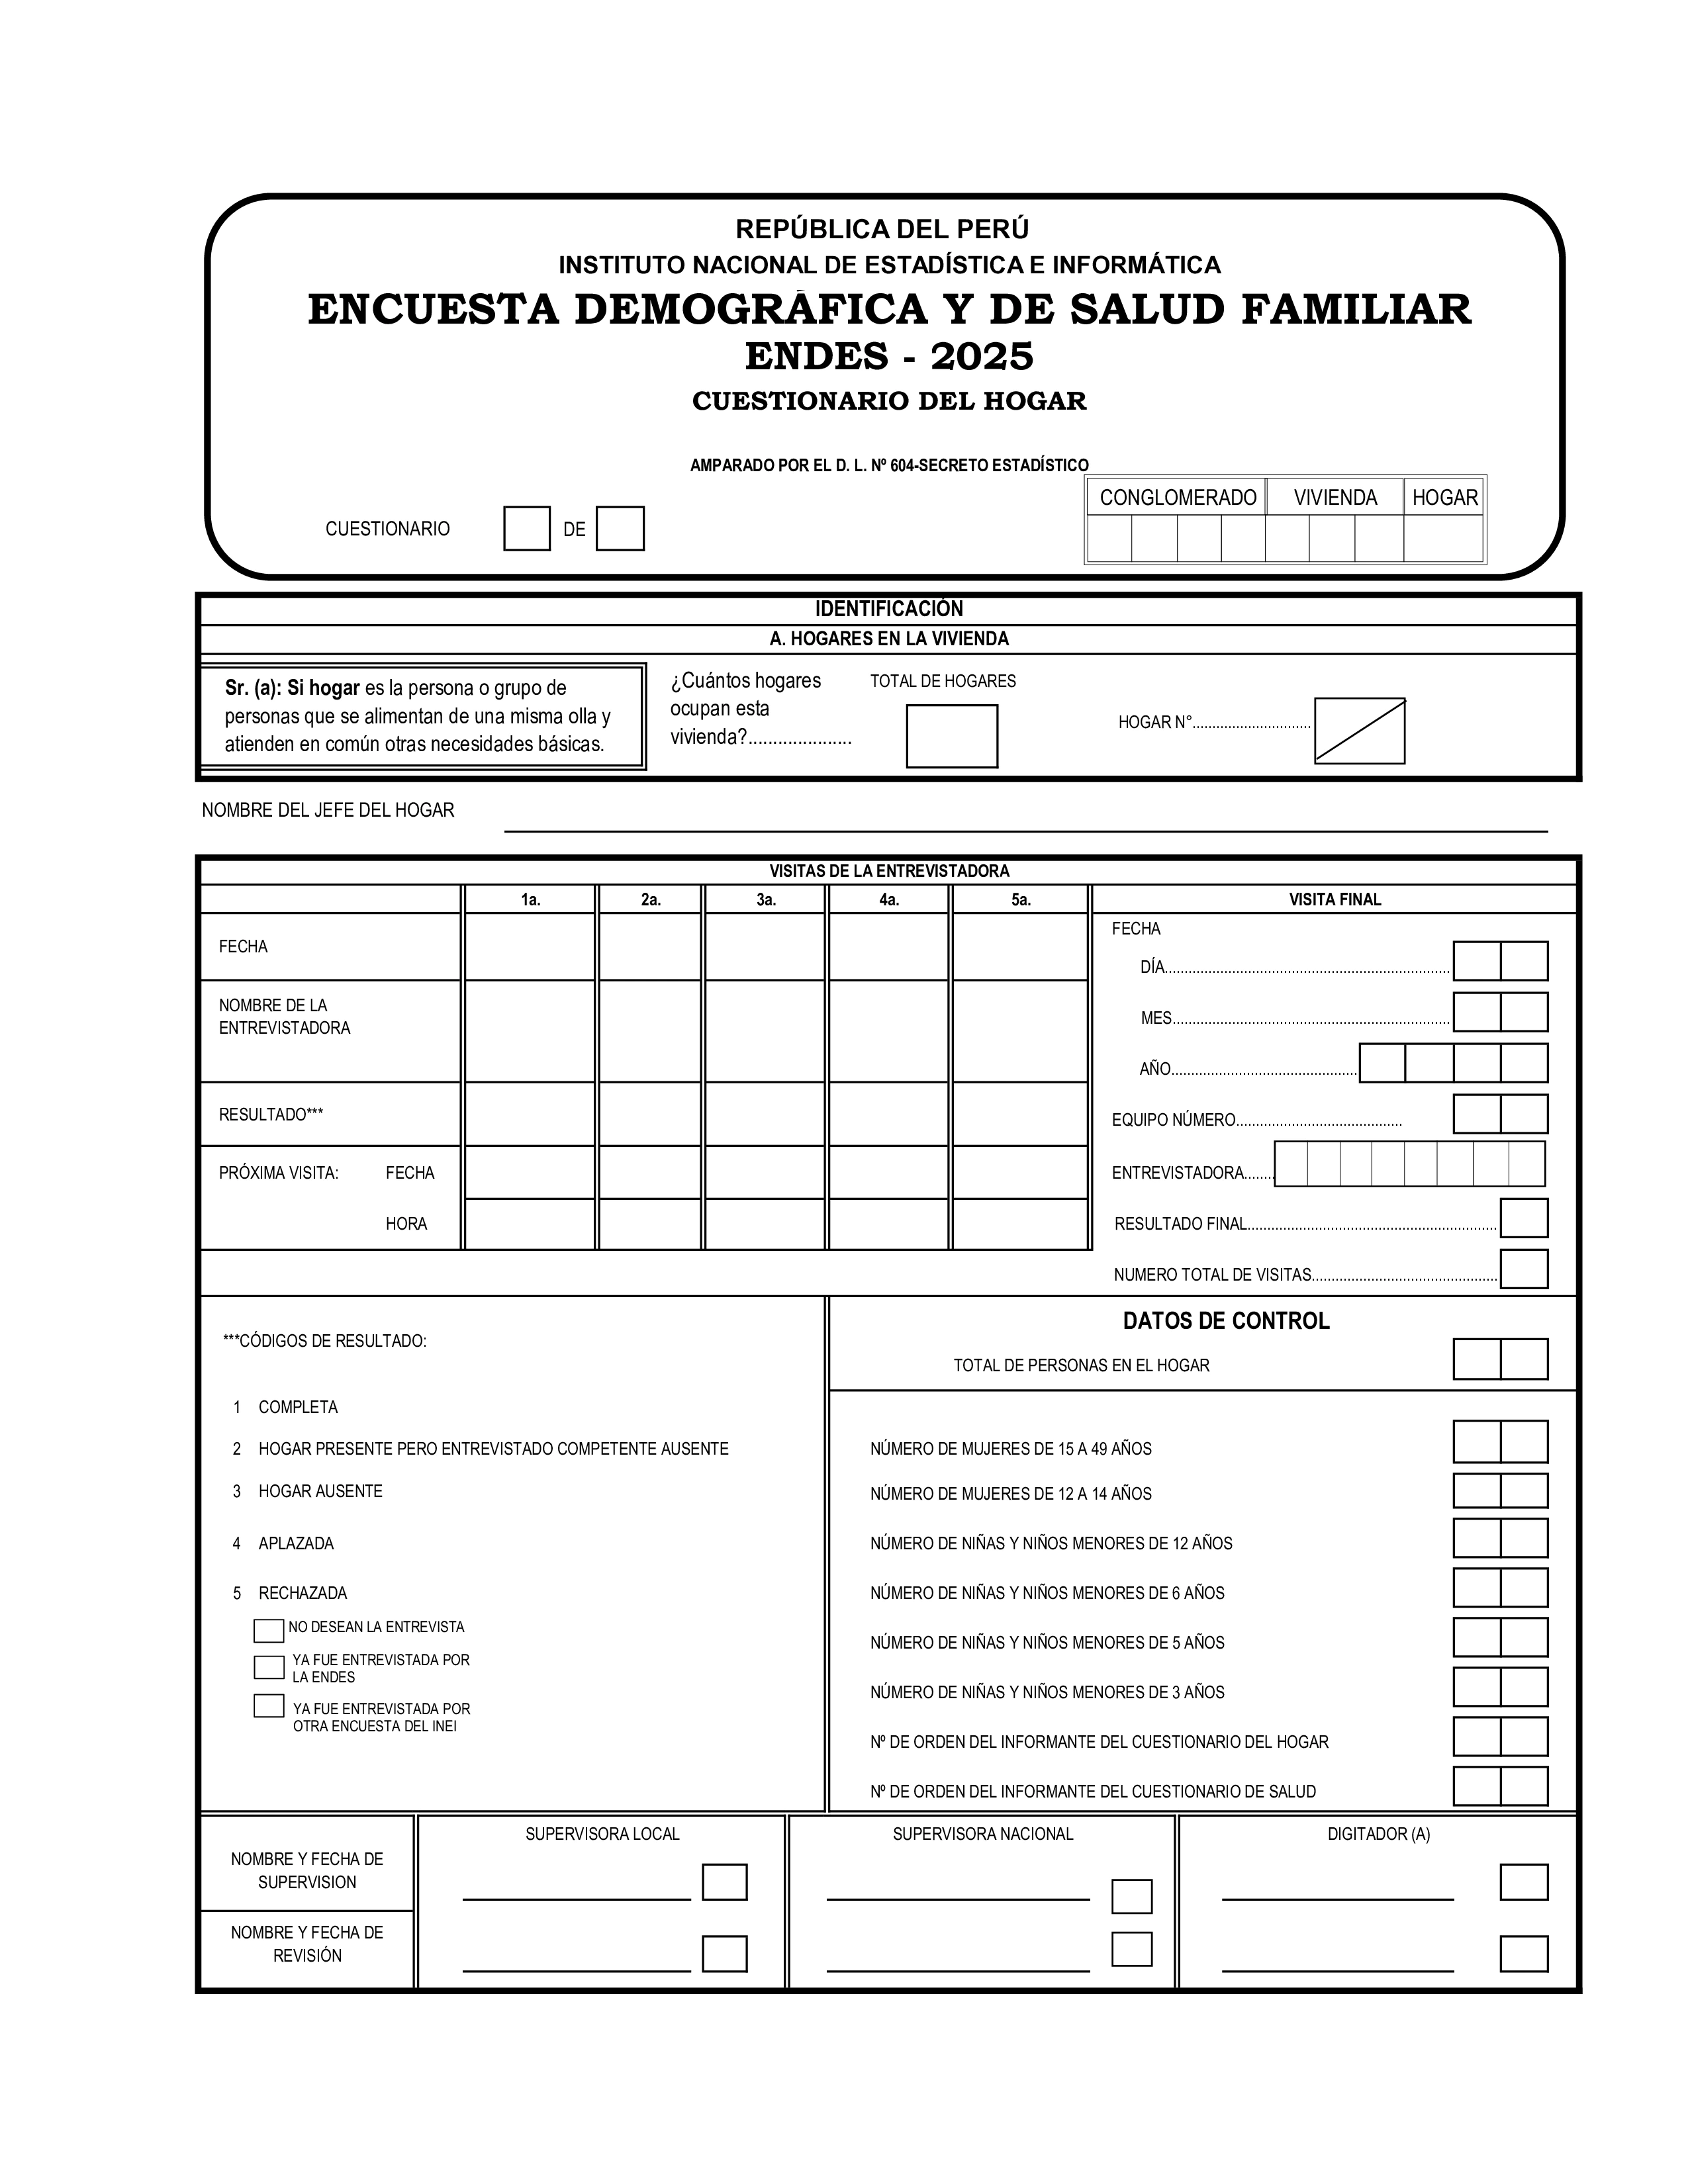 REPÚBLICA DEL PERÚ
INSTITUTO NACIONAL DE ESTADÍSTICA E INFORMÁTICA
ENCUESTA DEMOGRÁFICA Y DE SALUD FAMILIAR
ENDES - 2025
CUESTIONARIO DEL HOGAR
AMPARADO POR EL D. L. Nº 604-SECRETO ESTADÍSTICO
CONGLOMERADO VIVIENDA HOGAR
CUESTIONARIO DE
IDENTIFICACIÓN
A. HOGARES EN LA VIVIENDA
Sr. (a): Si hogar es la persona o grupo de
personas que se alimentan de una misma olla y
atienden en común otras necesidades básicas.
¿Cuántos hogares
ocupan esta
vivienda?.....................
TOTAL DE HOGARES
HOGAR N°.............................
NOMBRE DEL JEFE DEL HOGAR
VISITAS DE LA ENTREVISTADORA
1a. 2a. 3a. 4a. 5a. VISITA FINAL
FECHA
NOMBRE DE LA
ENTREVISTADORA
RESULTADO***
PRÓXIMA VISITA: FECHA
HORA
FECHA
DÍA.....................................................................
MES....................................................................
AÑO.............................................
EQUIPO NÚMERO........................................
ENTREVISTADORA.......
RESULTADO FINAL............................................................
NUMERO TOTAL DE VISITAS.............................................
***CÓDIGOS DE RESULTADO:
1 COMPLETA
2 HOGAR PRESENTE PERO ENTREVISTADO COMPETENTE AUSENTE
3 HOGAR AUSENTE
4 APLAZADA
5 RECHAZADA
NO DESEAN LA ENTREVISTA
YA FUE ENTREVISTADA POR
LA ENDES
YA FUE ENTREVISTADA POR
OTRA ENCUESTA DEL INEI
DATOS DE CONTROL
TOTAL DE PERSONAS EN EL HOGAR
NÚMERO DE MUJERES DE 15 A 49 AÑOS
NÚMERO DE MUJERES DE 12 A 14 AÑOS
NÚMERO DE NIÑAS Y NIÑOS MENORES DE 12 AÑOS
NÚMERO DE NIÑAS Y NIÑOS MENORES DE 6 AÑOS
NÚMERO DE NIÑAS Y NIÑOS MENORES DE 5 AÑOS
NÚMERO DE NIÑAS Y NIÑOS MENORES DE 3 AÑOS
Nº DE ORDEN DEL INFORMANTE DEL CUESTIONARIO DEL HOGAR
Nº DE ORDEN DEL INFORMANTE DEL CUESTIONARIO DE SALUD
SUPERVISORA LOCAL SUPERVISORA NACIONAL DIGITADOR (A)
NOMBRE Y FECHA DE
SUPERVISION
NOMBRE Y FECHA DE
REVISIÓN